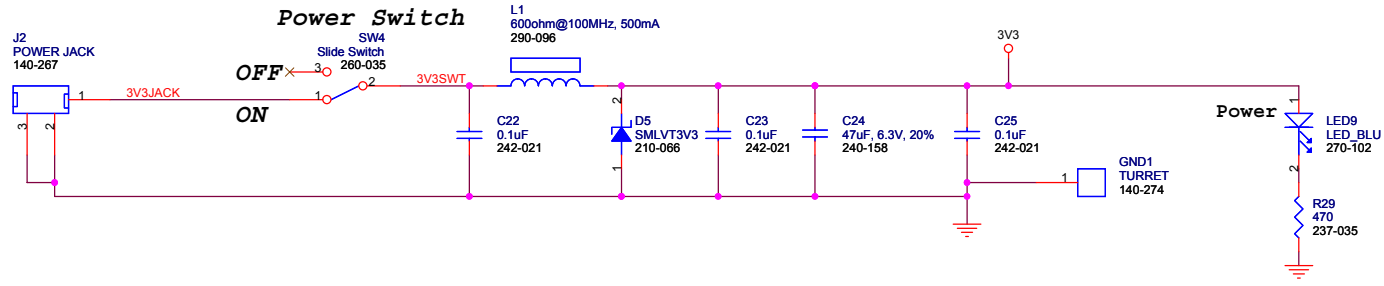 Power Switch
J2
POWER JACK
140-267
1
3
2
3V3JACK
OFF
ON
SW4
Slide Switch
260-035
3
1
2
3V3SWT
L1
600ohm@100MHz, 500mA
290-096
C22
0.1uF
242-021
2
D5
SMLVT3V3
210-066
1
C23
0.1uF
242-021
C24
47uF, 6.3V, 20%
240-158
C25
0.1uF
242-021
3V3
1
GND1
TURRET
140-274
Power
1
LED9
LED_BLU
270-102
2
R29
470
237-035